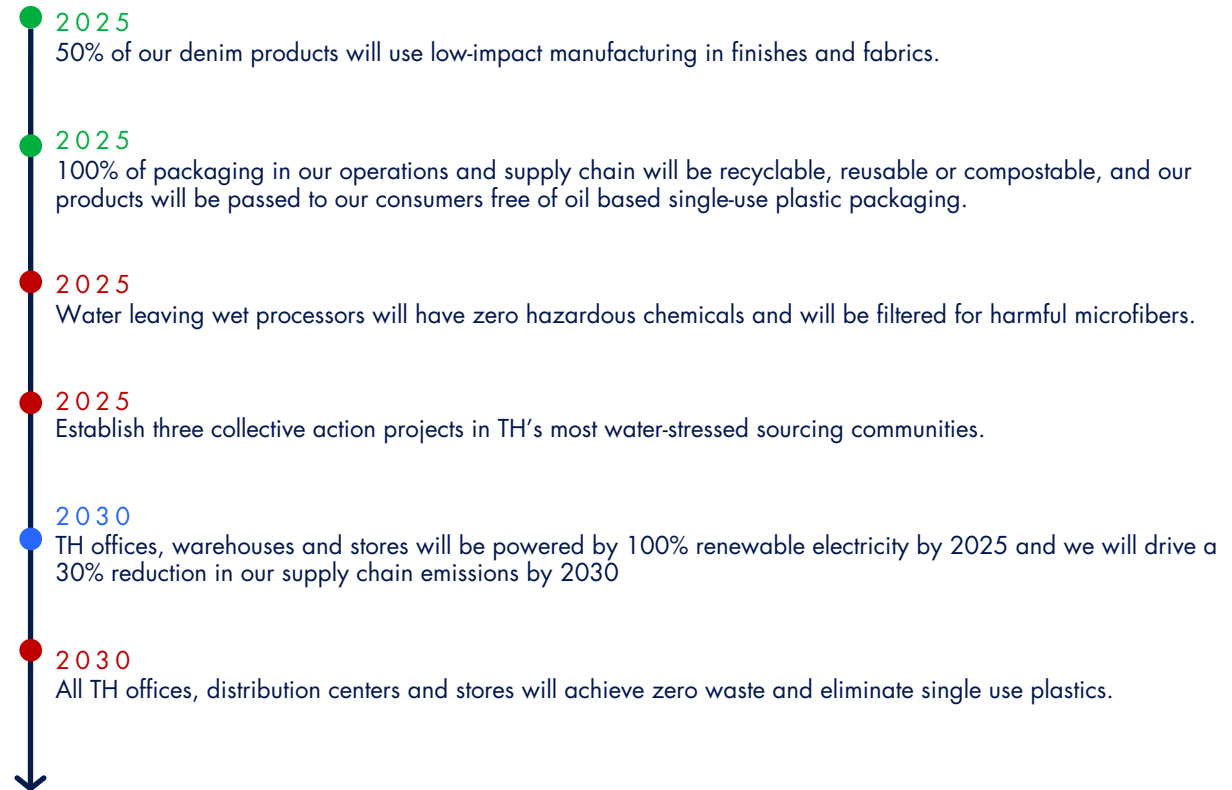 2025
50% of our denim products will use low-impact manufacturing in finishes and fabrics.
2025
100% of packaging in our operations and supply chain will be recyclable, reusable or compostable, and our
products will be passed to our consumers free of oil based single-use plastic packaging.
2025
Water leaving wet processors will have zero hazardous chemicals and will be filtered for harmful microfibers.
2025
Establish three collective action projects in TH’s most water-stressed sourcing communities.
2030
TH offices, warehouses and stores will be powered by 100% renewable electricity by 2025 and we will drive a
30% reduction in our supply chain emissions by 2030
2030
All TH offices, distribution centers and stores will achieve zero waste and eliminate single use plastics.